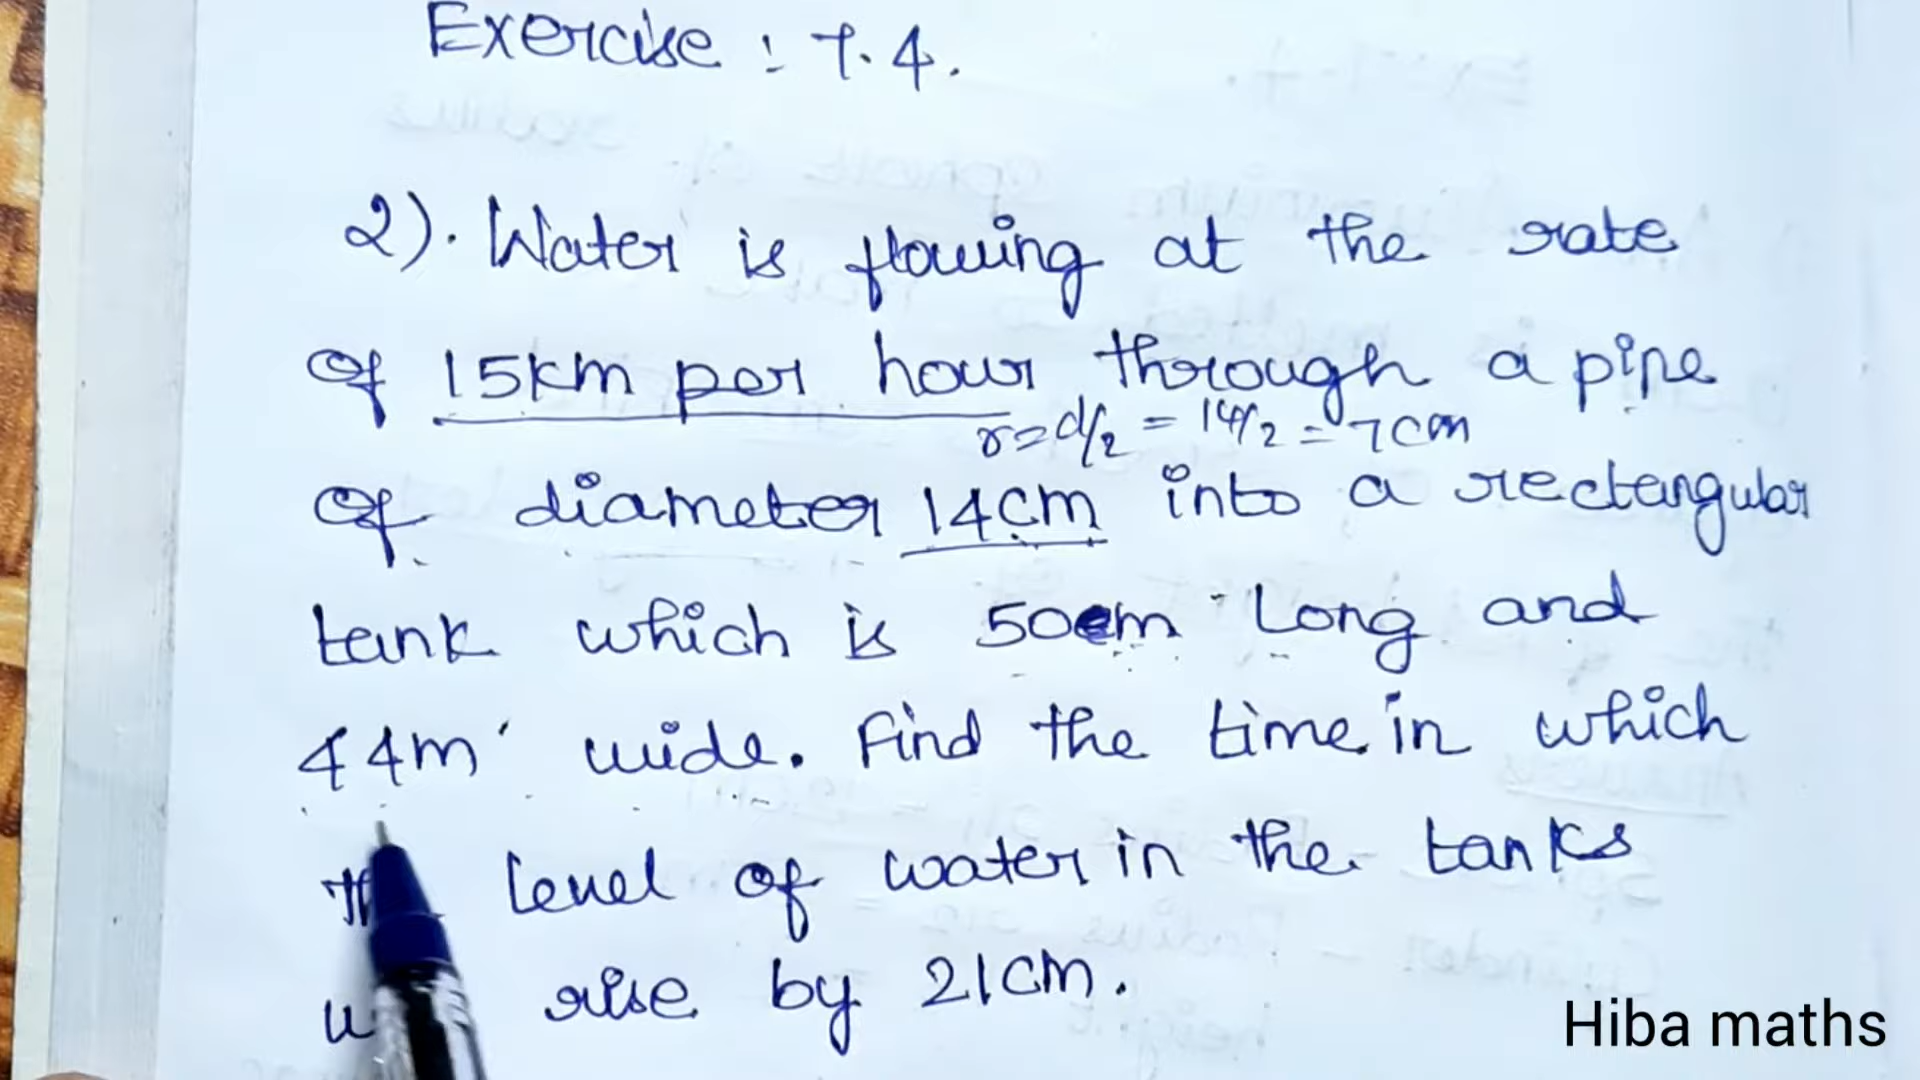 Exercise : 7.4.
2). Water is flowing at the rate
of 15km per hour through a pipe
r = d/2 = 14/2 = 7cm
of diameter 14cm into a rectangular
tank which is 50m long and
44m wide. Find the time in which
level of water in the tanks
rise by 21cm.
Hiba maths